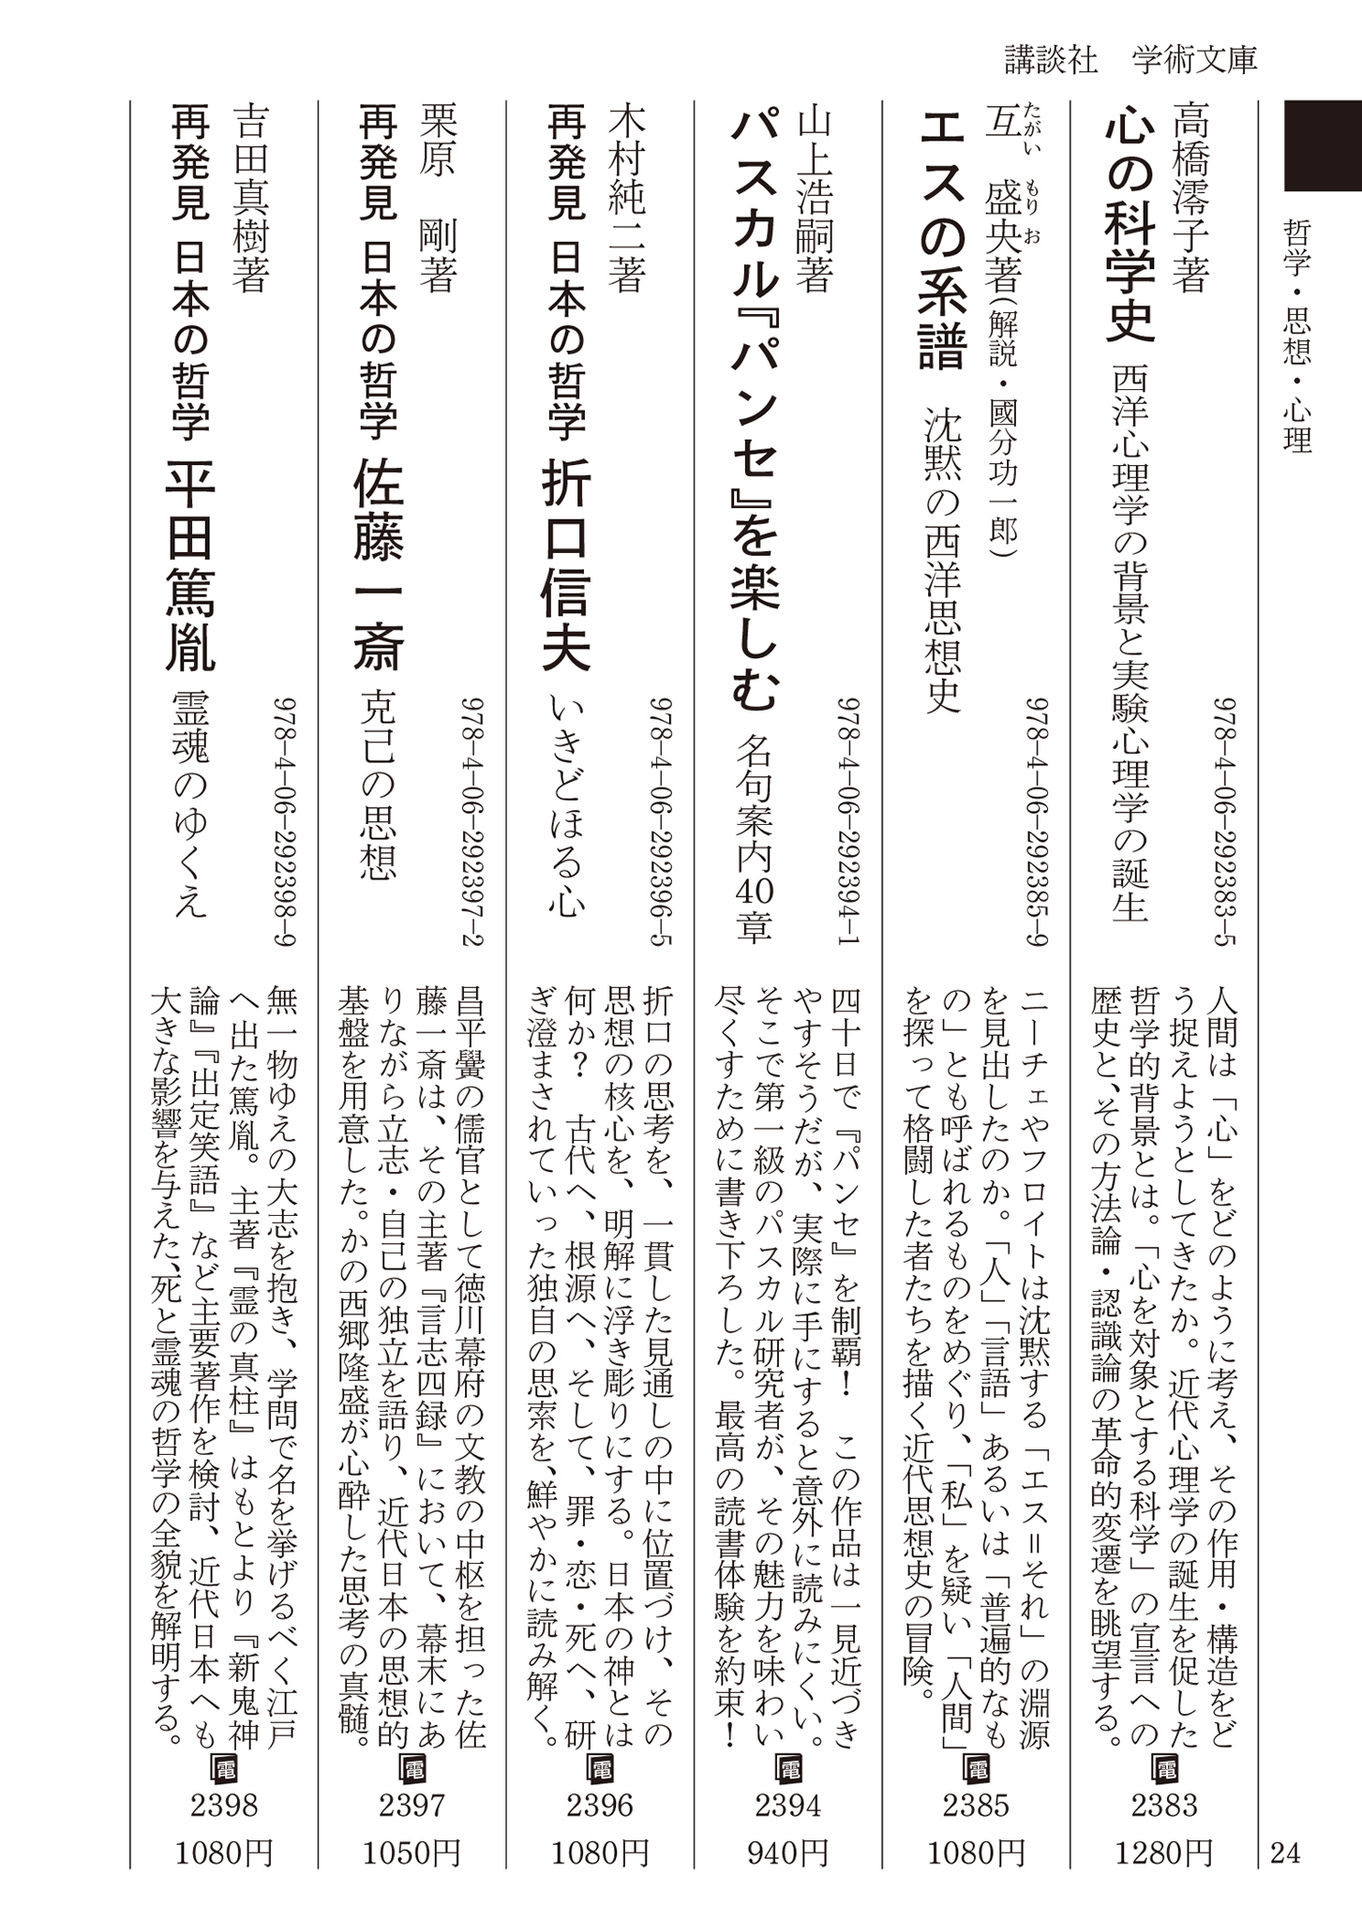 講談社　学術文庫
哲学・思想・心理
高橋澪子著
心の科学史　西洋心理学の背景と実験心理学の誕生
978-4-06-292383-5
人間は「心」をどのように考え、その作用・構造をど
う捉えようとしてきたか。近代心理学の誕生を促した
哲学的背景とは。「心を対象とする科学」の宣言への
歴史と、その方法論・認識論の革命的変遷を眺望する。
電
2383
1280円
互　盛央著（解説・國分功一郎）
たがい　もり　お
エスの系譜　沈黙の西洋思想史
978-4-06-292385-9
ニーチェやフロイトは沈黙する「エス＝それ」の淵源
を見出したのか。「人」「言語」あるいは「普遍的なも
の」とも呼ばれるものをめぐり、「私」を疑い「人間」
を探って格闘した者たちを描く近代思想史の冒険。
電
2385
1080円
山上浩嗣著
パスカル『パンセ』を楽しむ　名句案内40章
978-4-06-292394-1
四十日で『パンセ』を制覇！　この作品は一見近づき
やすそうだが、実際に手にすると意外に読みにくい。
そこで第一級のパスカル研究者が、その魅力を味わい
尽くすために書き下ろした。最高の読書体験を約束！
電
2394
940円
木村純二著
再発見　日本の哲学　折口信夫　いきどほる心
978-4-06-292396-5
折口の思考を、一貫した見通しの中に位置づけ、その
思想の核心を、明解に浮き彫りにする。日本の神とは
何か？　古代へ、根源へ、そして、罪・恋・死へ、研
ぎ澄まされていった独自の思索を、鮮やかに読み解く。
電
2396
1080円
栗原　剛著
再発見　日本の哲学　佐藤一斎　克己の思想
978-4-06-292397-2
昌平黌の儒官として徳川幕府の文教の中枢を担った佐
藤一斎は、その主著『言志四録』において、幕末にあ
りながら立志・自己の独立を語り、近代日本の思想的
基盤を用意した。かの西郷隆盛が心酔した思考の真髄。
電
2397
1050円
吉田真樹著
再発見　日本の哲学　平田篤胤　霊魂のゆくえ
978-4-06-292398-9
無一物ゆえの大志を抱き、学問で名を挙げるべく江戸
へ出た篤胤。主著『霊の真柱』はもとより『新鬼神
論』『出定笑語』など主要著作を検討、近代日本へも
大きな影響を与えた、死と霊魂の哲学の全貌を解明する。
電
2398
1080円
24